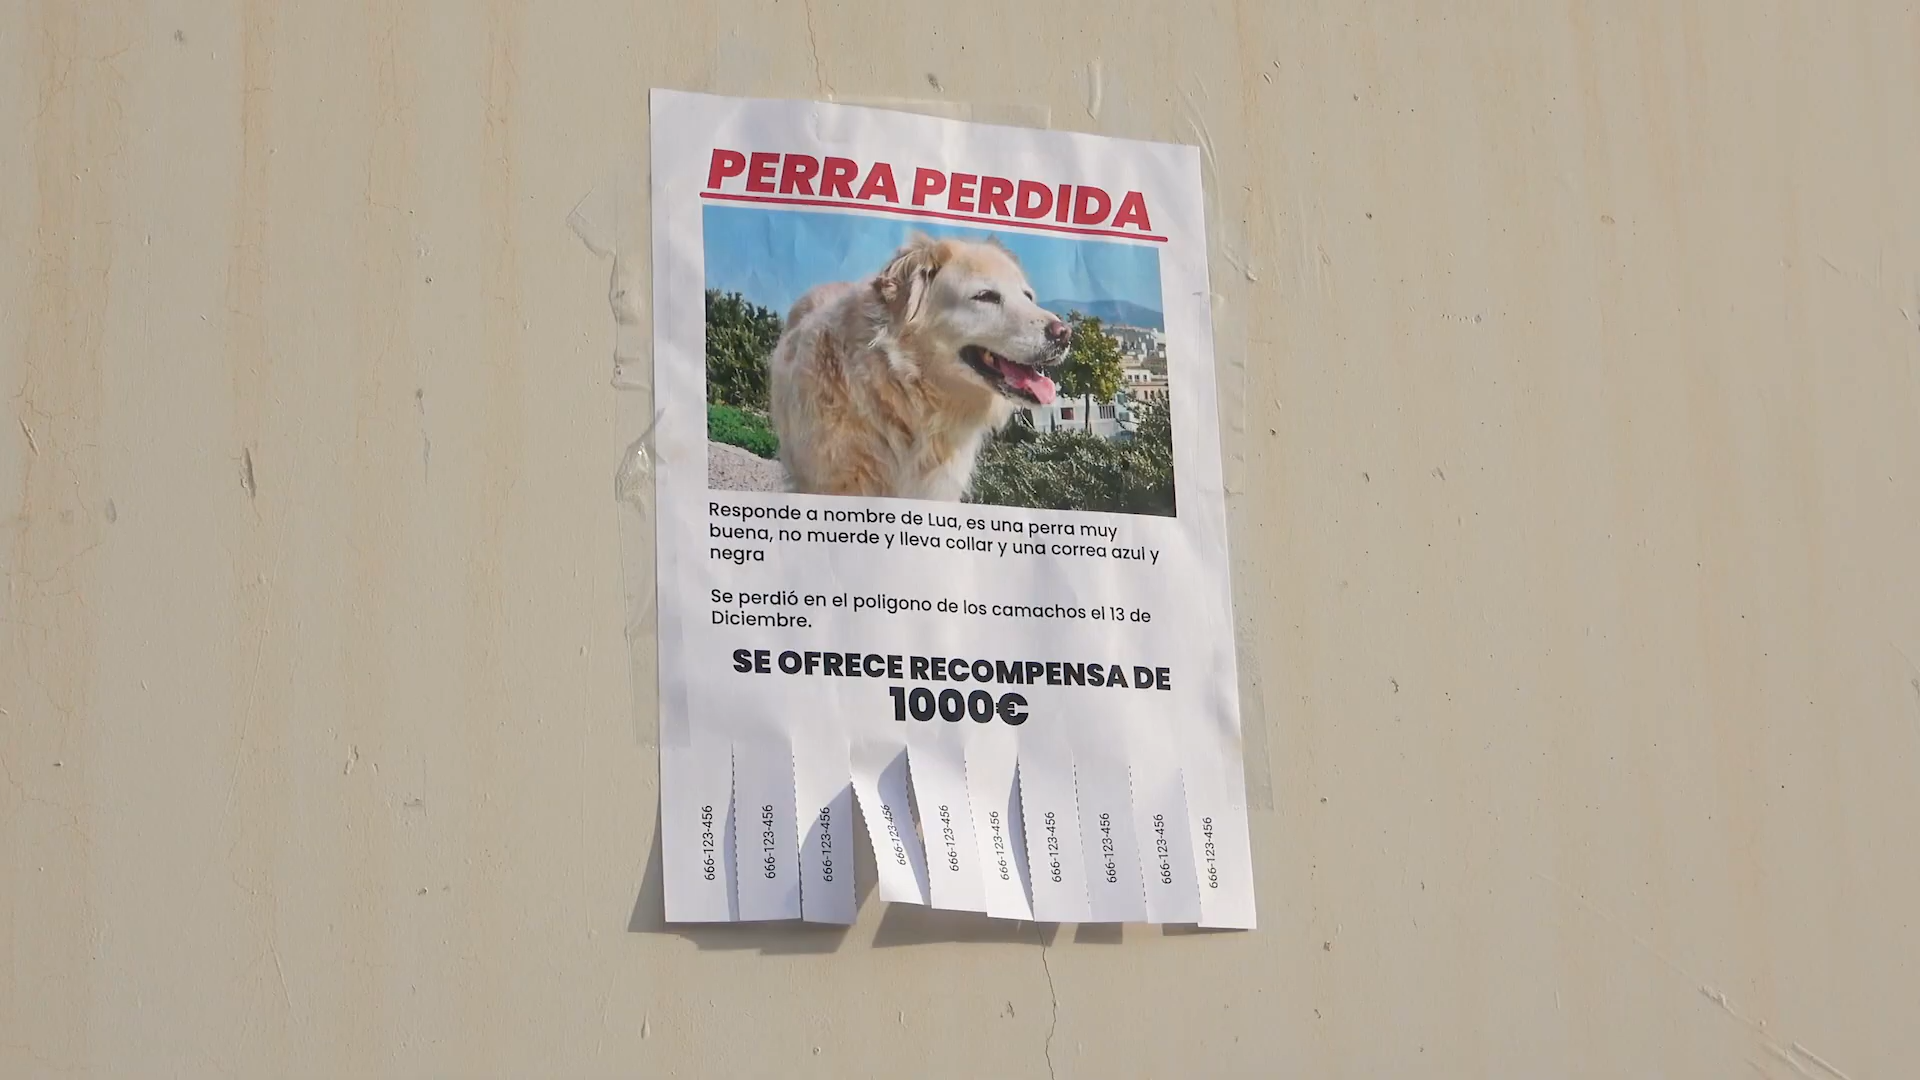 PERRA PERDIDA
Responde a nombre de Lua, es una perra muy
buena, no muerde y lleva collar y una correa azul y
negra
Se perdió en el poligono de los camachos el 13 de
Diciembre.
SE OFRECE RECOMPENSA DE
1000€
666-123-456
666-123-456
666-123-456
666-123-456
666-123-456
666-123-456
666-123-456
666-123-456
666-123-456
666-123-456